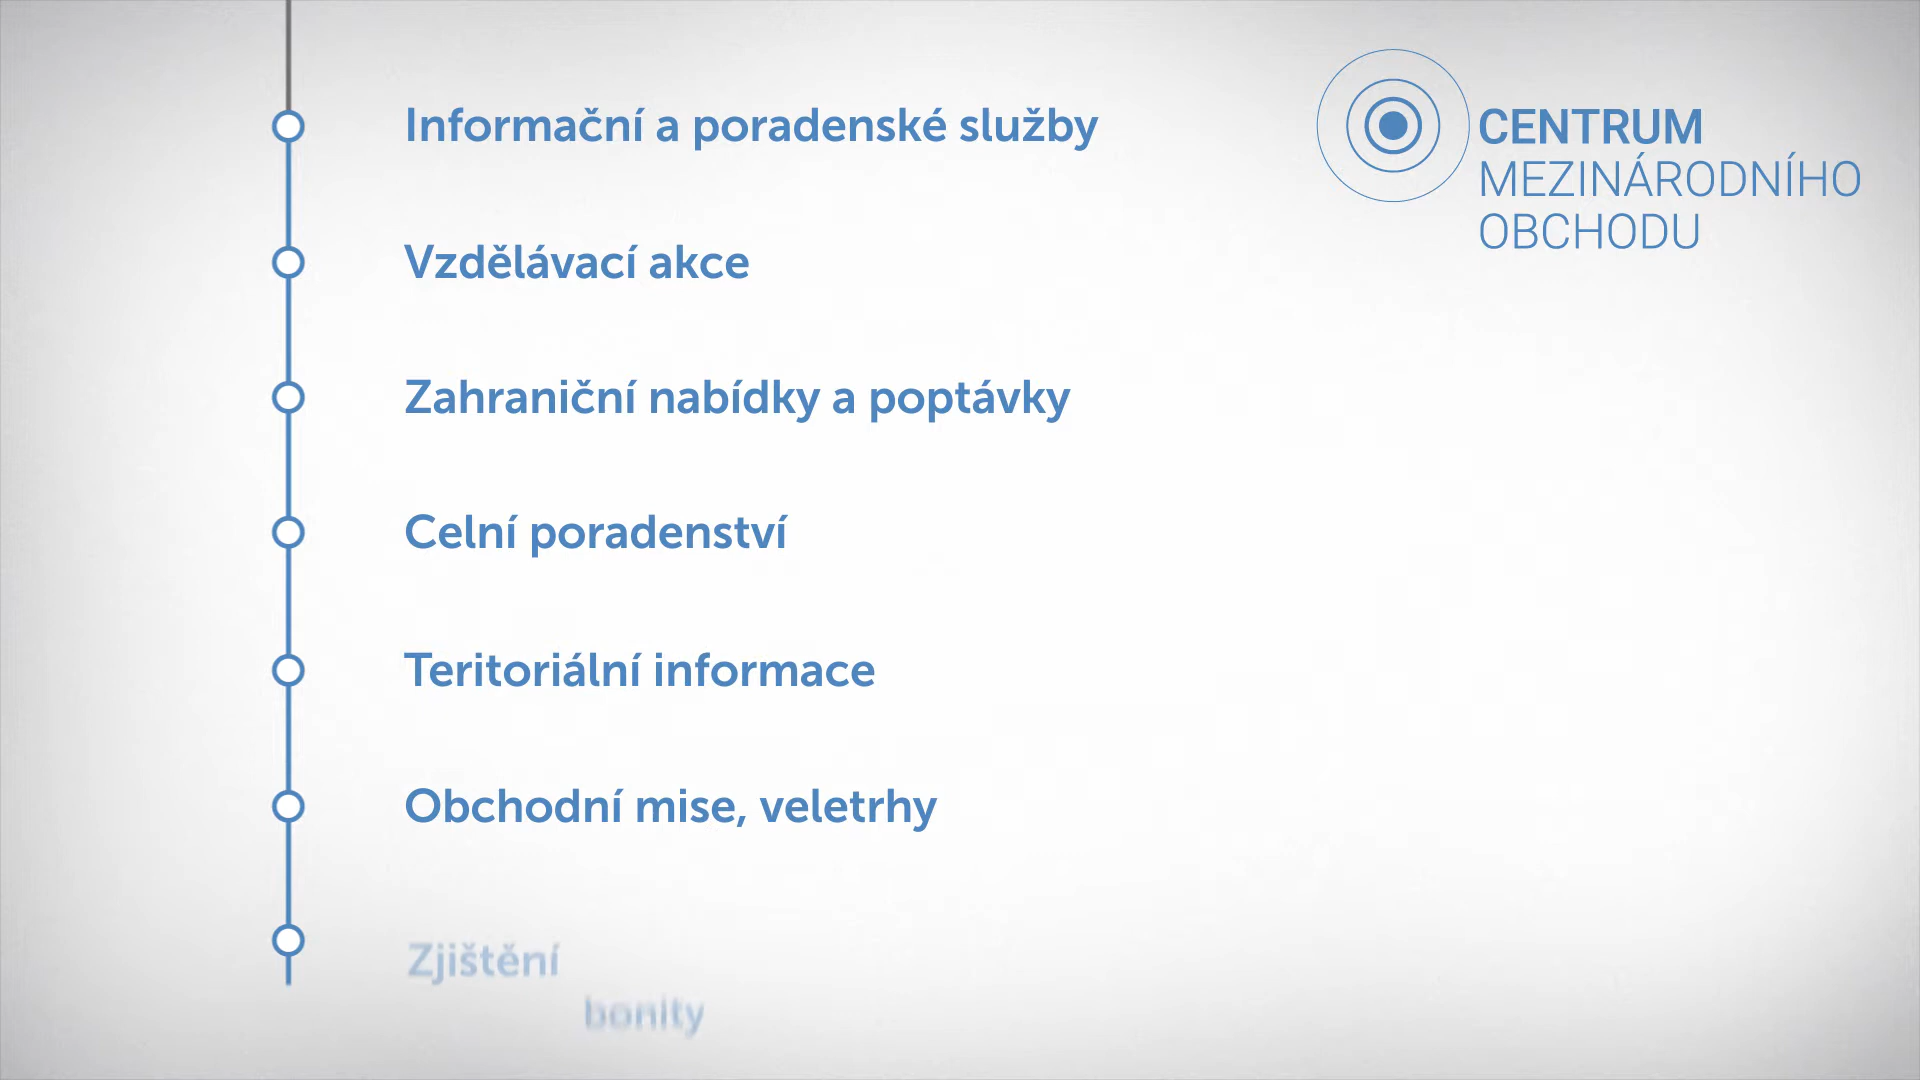 Informační a poradenské služby
CENTRUM
MEZINÁRODNÍHO
OBCHODU
Vzdělávací akce
Zahraniční nabídky a poptávky
Celní poradenství
Teritoriální informace
Obchodní mise, veletrhy
Zjištění
bonity